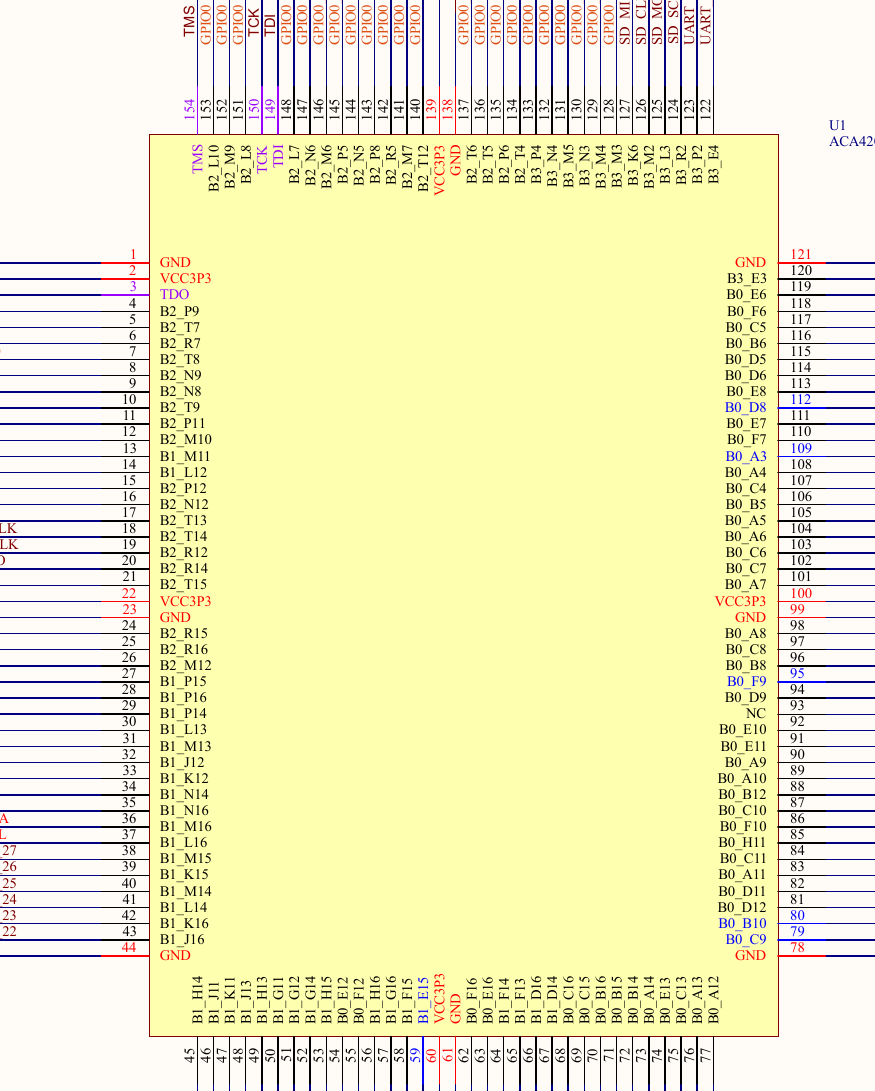 TMS GPIO0 GPIO0 GPIO0 TCK TDI GPIO0 GPIO0 GPIO0 GPIO0 GPIO0 GPIO0 GPIO0 GPIO0 GPIO0 GPIO0 GPIO0 GPIO0 GPIO0 GPIO0 GPIO0 GPIO0 GPIO0 GPIO0 GPIO0 SD_MI SD_CL SD_MO SD_SC UART UART
154 153 152 151 150 149 148 147 146 145 144 143 142 141 140 139 138 137 136 135 134 133 132 131 130 129 128 127 126 125 124 123 122
TMS B2_L10 B2_M9 B2_L8 TCK TDI B2_L7 B2_N6 B2_M6 B2_P5 B2_N5 B2_P8 B2_R5 B2_M7 B2_T12 VCC3P3 GND B2_T6 B2_T5 B2_P6 B2_T4 B3_P4 B3_N4 B3_M5 B3_N3 B3_M4 B3_M3 B3_K6 B3_M2 B3_L3 B3_R2 B3_P2 B3_E4
U1
ACA420
1 GND GND 121
2 VCC3P3 B3_E3 120
3 TDO B0_E6 119
4 B2_P9 B0_F6 118
5 B2_T7 B0_C5 117
6 B2_R7 B0_B6 116
7 B2_T8 B0_D5 115
8 B2_N9 B0_D6 114
9 B2_N8 B0_E8 113
10 B2_T9 B0_D8 112
11 B2_P11 B0_E7 111
12 B2_M10 B0_F7 110
13 B1_M11 B0_A3 109
14 B1_L12 B0_A4 108
15 B2_P12 B0_C4 107
16 B2_N12 B0_B5 106
17 B2_T13 B0_A5 105
LK 18 B2_T14 B0_A6 104
LK 19 B2_R12 B0_C6 103
O 20 B2_R14 B0_C7 102
21 B2_T15 B0_A7 101
22 VCC3P3 VCC3P3 100
23 GND GND 99
24 B2_R15 B0_A8 98
25 B2_R16 B0_C8 97
26 B2_M12 B0_B8 96
27 B1_P15 B0_F9 95
28 B1_P16 B0_D9 94
29 B1_P14 NC 93
30 B1_L13 B0_E10 92
31 B1_M13 B0_E11 91
32 B1_J12 B0_A9 90
33 B1_K12 B0_A10 89
34 B1_N14 B0_B12 88
35 B1_N16 B0_C10 87
A 36 B1_M16 B0_F10 86
L 37 B1_L16 B0_H11 85
27 38 B1_M15 B0_C11 84
26 39 B1_K15 B0_A11 83
25 40 B1_M14 B0_D11 82
24 41 B1_L14 B0_D12 81
23 42 B1_K16 B0_B10 80
22 43 B1_J16 B0_C9 79
44 GND GND 78
B1_H14 B1_J11 B1_K11 B1_J13 B1_H13 B1_G11 B1_G12 B1_G14 B1_H15 B0_E12 B0_F12 B1_H16 B1_G16 B1_F15 B1_E15 VCC3P3 GND B0_F16 B0_E16 B1_F14 B1_F13 B1_D16 B1_D14 B0_C16 B0_C15 B0_B16 B0_B15 B0_B14 B0_A14 B0_E13 B0_C13 B0_A13 B0_A12
45 46 47 48 49 50 51 52 53 54 55 56 57 58 59 60 61 62 63 64 65 66 67 68 69 70 71 72 73 74 75 76 77